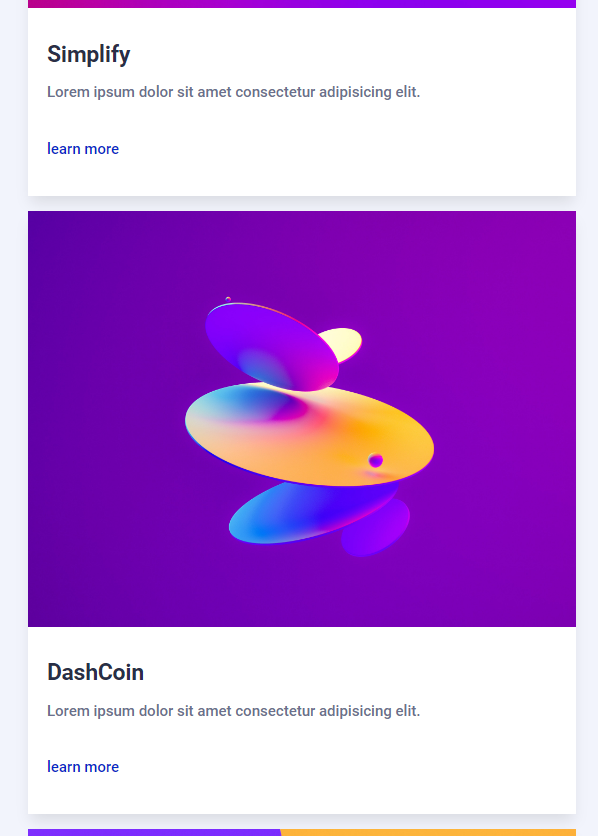 Simplify
Lorem ipsum dolor sit amet consectetur adipisicing elit.
learn more
DashCoin
Lorem ipsum dolor sit amet consectetur adipisicing elit.
learn more